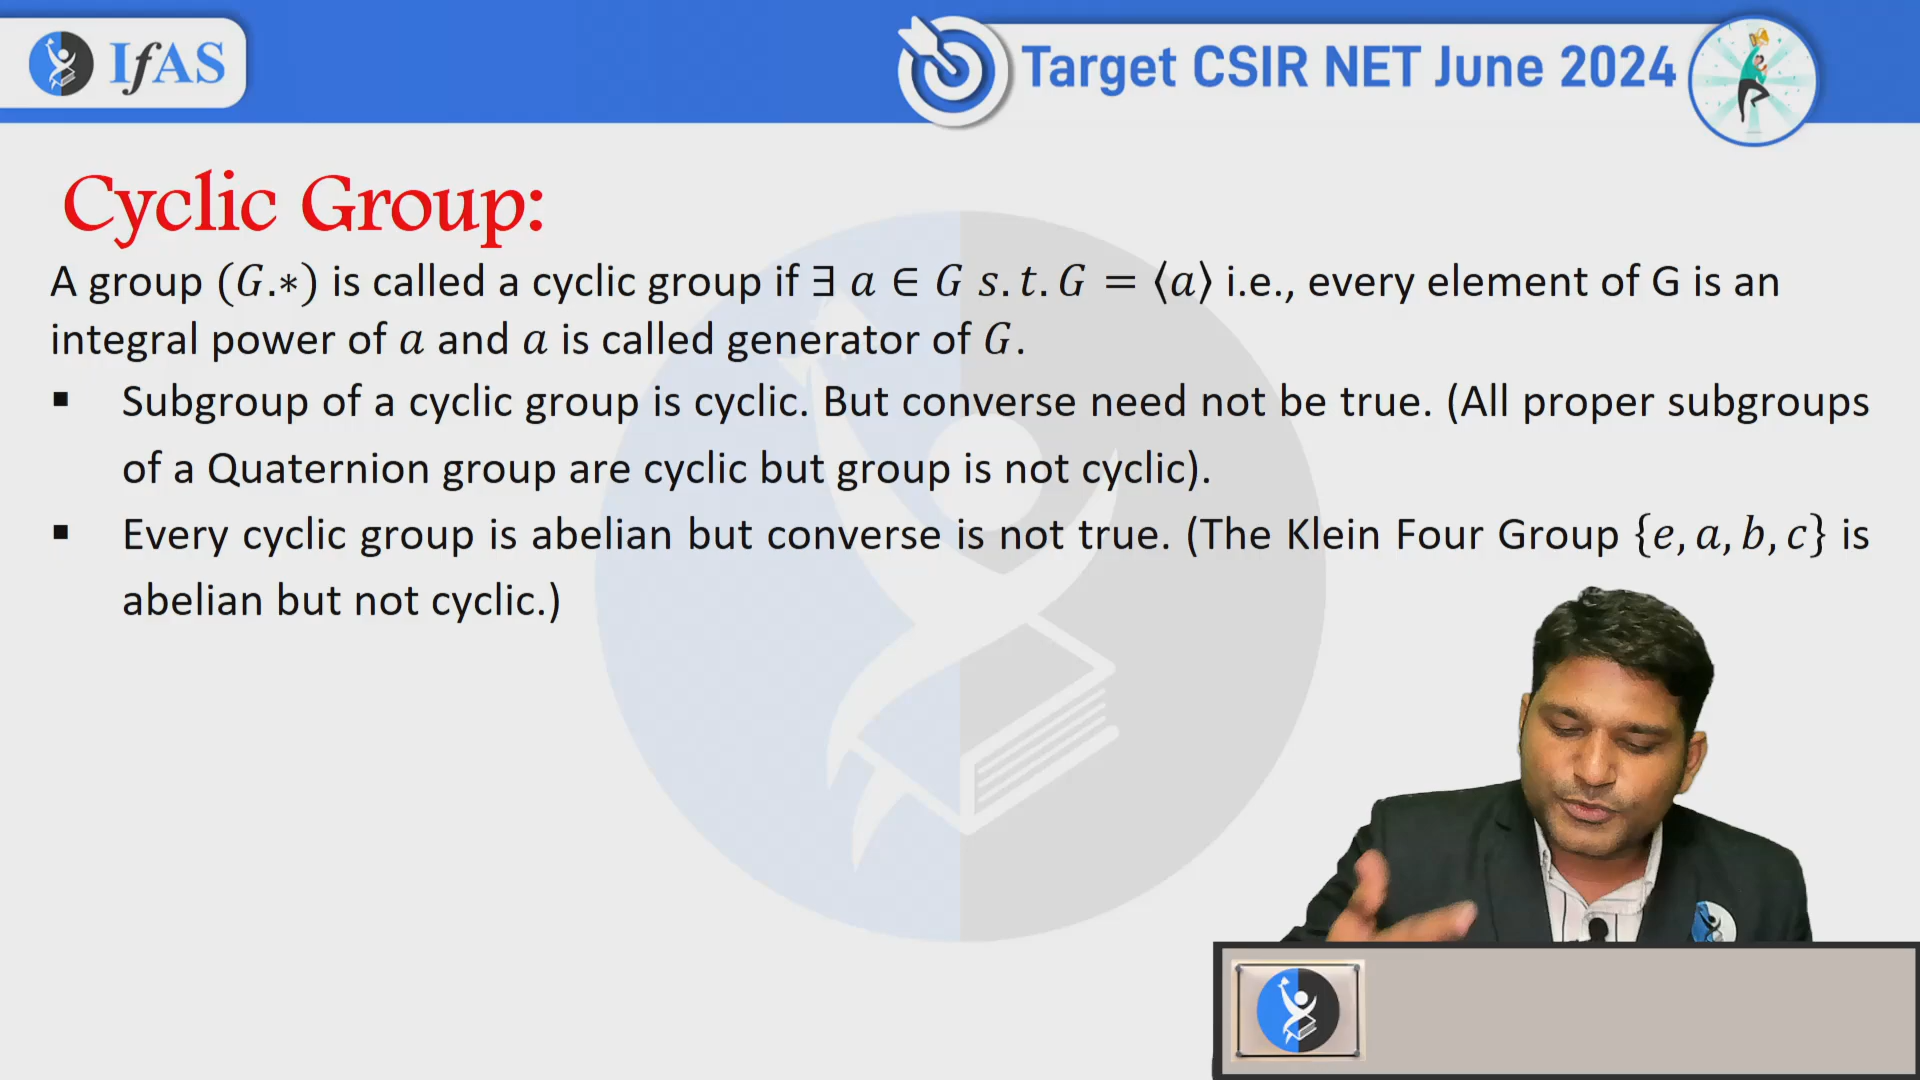 IfAS
Target CSIR NET June 2024
Cyclic Group:
A group (G.∗) is called a cyclic group if ∃ a ∈ G s.t. G = ⟨a⟩ i.e., every element of G is an
integral power of a and a is called generator of G.
▪ Subgroup of a cyclic group is cyclic. But converse need not be true. (All proper subgroups
of a Quaternion group are cyclic but group is not cyclic).
▪ Every cyclic group is abelian but converse is not true. (The Klein Four Group {e, a, b, c} is
abelian but not cyclic.)